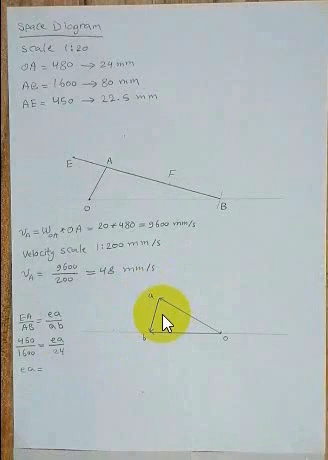 Space Diagram
scale 1:20
OA = 480 → 24 mm
AB = 1600 → 80 mm
AE = 450 → 22.5 mm
E A F
O B
VA = WOA * OA = 20 * 480 = 9600 mm/s
Velocity scale 1:200 mm/s
VA = 9600/200 = 48 mm/s
a
b o
EA/AB = ea/ab
450/1600 = ea/24
ea =